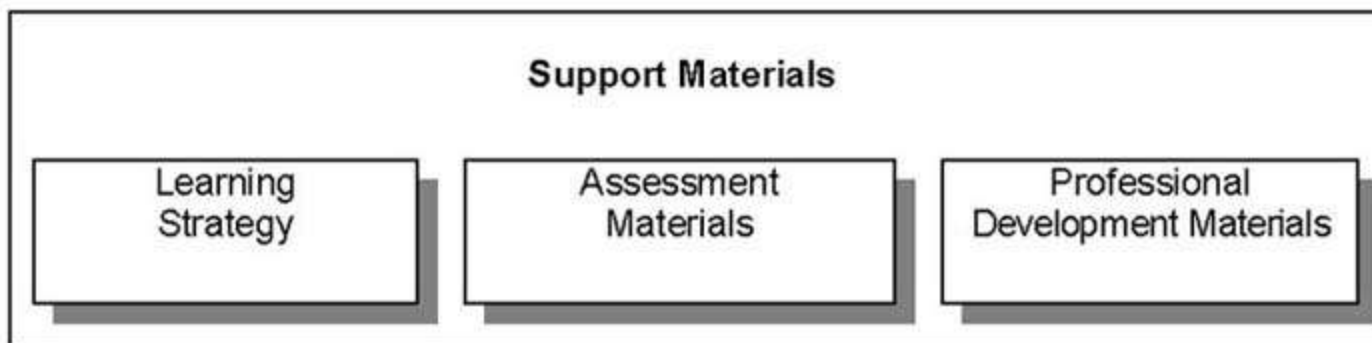 Support Materials
Learning
Strategy
Assessment
Materials
Professional
Development Materials